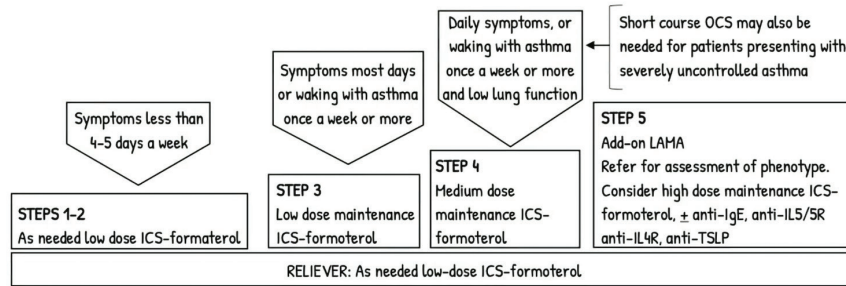 Symptoms less than
4-5 days a week
STEPS 1-2
As needed low dose ICS-formaterol
Symptoms most days
or waking with asthma
once a week or more
STEP 3
Low dose maintenance
ICS-formoterol
Daily symptoms, or
waking with asthma
once a week or more
and low lung function
STEP 4
Medium dose
maintenance ICS-
formoterol
Short course OCS may also be
needed for patients presenting with
severely uncontrolled asthma
STEP 5
Add-on LAMA
Refer for assessment of phenotype.
Consider high dose maintenance ICS-
formoterol, ± anti-IgE, anti-IL5/5R
anti-IL4R, anti-TSLP
RELIEVER: As needed low-dose ICS-formoterol